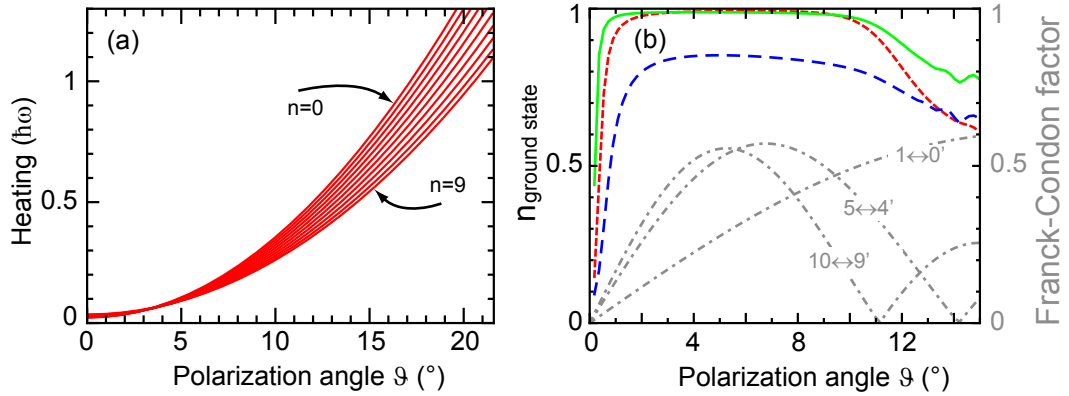 (a)
Heating (ħω)
1
0.5
0
n=0
n=9
0 5 10 15 20
Polarization angle ϑ (°)
(b)
nground state
1
0.5
0
1↔0'
5↔4'
10↔9'
0 4 8 12
Polarization angle ϑ (°)
1
0.5
0
Franck-Condon factor